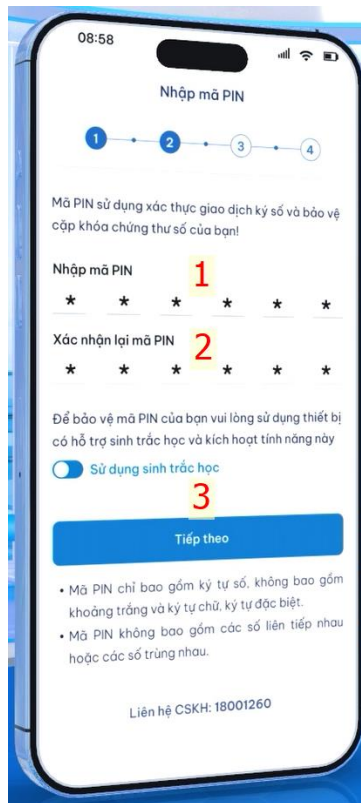 08:58
Nhập mã PIN
1 2 3 4
Mã PIN sử dụng xác thực giao dịch ký số và bảo vệ
cặp khóa chứng thư số của bạn!
Nhập mã PIN 1
* * * * * *
Xác nhận lại mã PIN 2
* * * * * *
Để bảo vệ mã PIN của bạn vui lòng sử dụng thiết bị
có hỗ trợ sinh trắc học và kích hoạt tính năng này
Sử dụng sinh trắc học
3
Tiếp theo
• Mã PIN chỉ bao gồm ký tự số, không bao gồm
khoảng trắng và ký tự chữ, ký tự đặc biệt.
• Mã PIN không bao gồm các số liên tiếp nhau
hoặc các số trùng nhau.
Liên hệ CSKH: 18001260